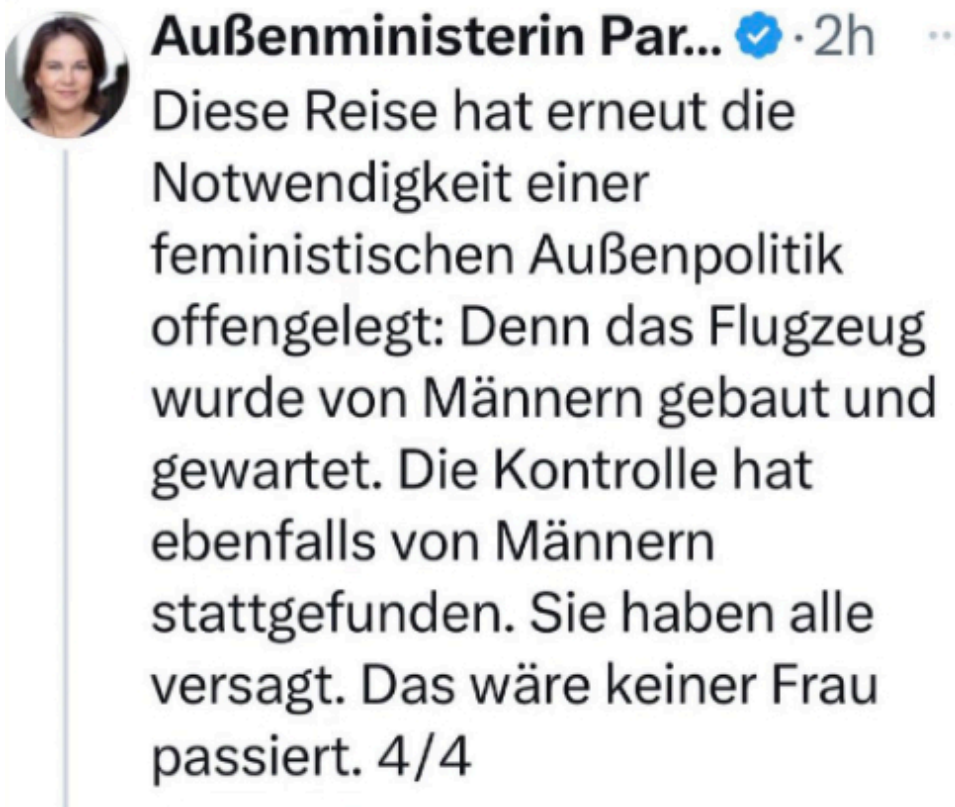 Außenministerin Par... · 2h
Diese Reise hat erneut die
Notwendigkeit einer
feministischen Außenpolitik
offengelegt: Denn das Flugzeug
wurde von Männern gebaut und
gewartet. Die Kontrolle hat
ebenfalls von Männern
stattgefunden. Sie haben alle
versagt. Das wäre keiner Frau
passiert. 4/4